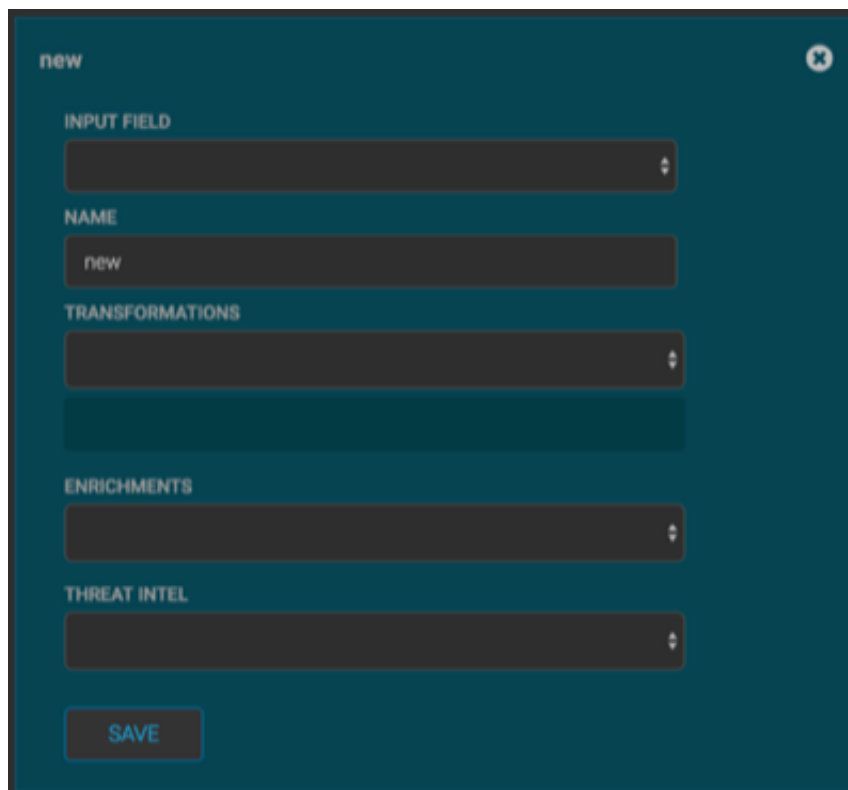 new
INPUT FIELD
NAME
new
TRANSFORMATIONS
ENRICHMENTS
THREAT INTEL
SAVE